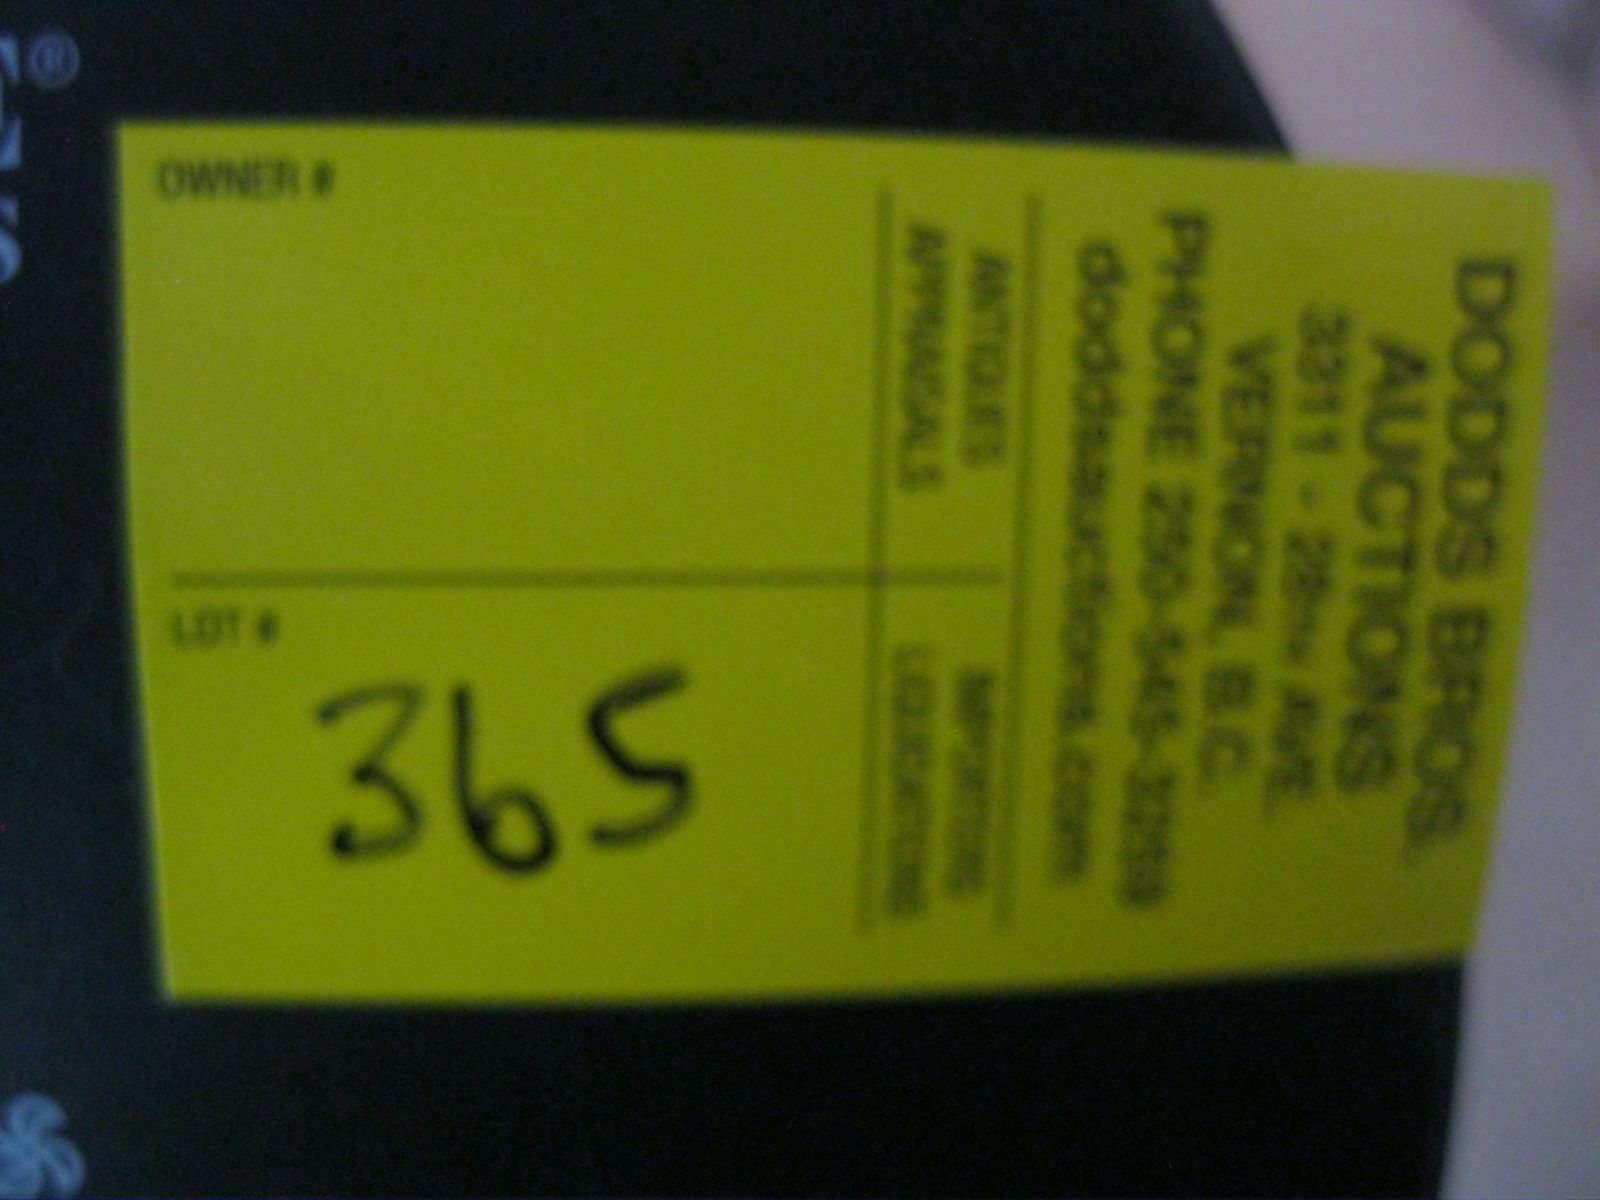 DODDS BROS.
AUCTIONS
3311 - 28TH AVE.
VERNON, B.C.
PHONE 250-545-3259
doddsauctions.com
ANTIQUES IMPORTS
APPRAISALS LIQUIDATIONS
OWNER #
LOT #
365
®